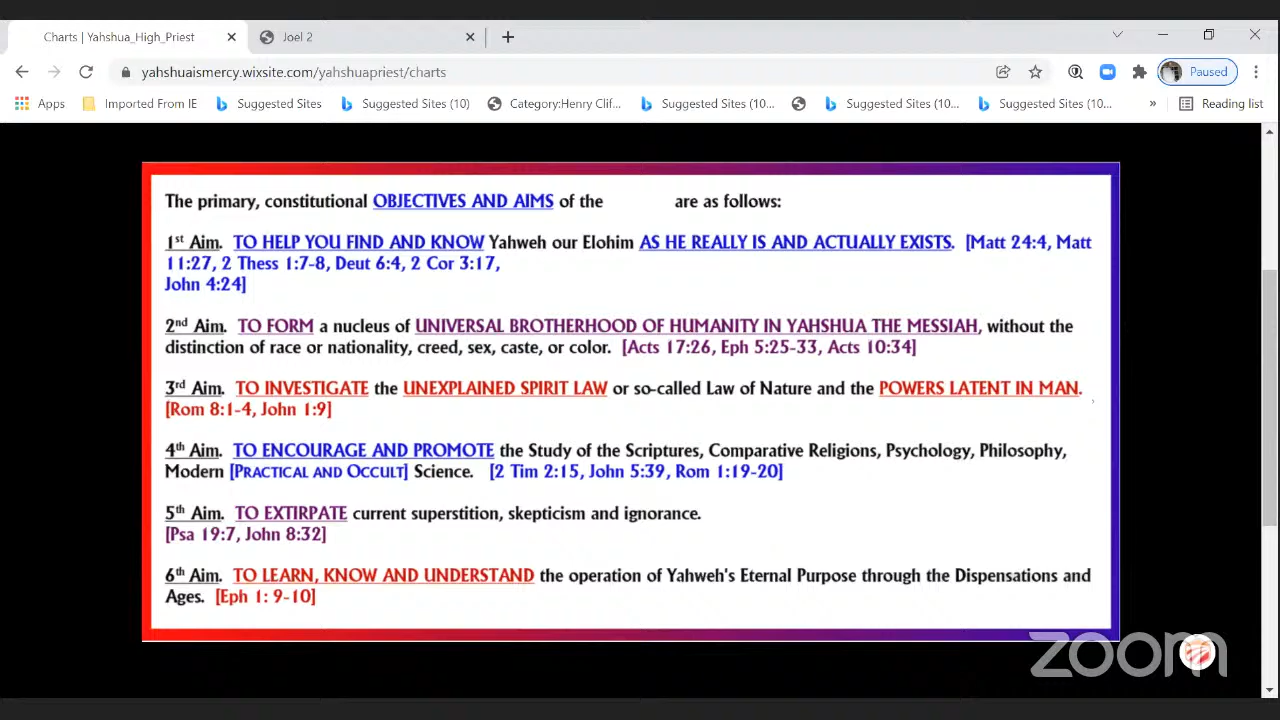 Charts | Yahshua_High_Priest
Joel 2
yahshuaismercy.wixsite.com/yahshuapriest/charts
Paused
Apps
Imported From IE
Suggested Sites
Suggested Sites (10)
Category:Henry Clif...
Suggested Sites (10...
Suggested Sites (10...
Suggested Sites (10...
»
Reading list
The primary, constitutional OBJECTIVES AND AIMS of the are as follows:
1st Aim. TO HELP YOU FIND AND KNOW Yahweh our Elohim AS HE REALLY IS AND ACTUALLY EXISTS. [Matt 24:4, Matt
11:27, 2 Thess 1:7-8, Deut 6:4, 2 Cor 3:17,
John 4:24]
2nd Aim. TO FORM a nucleus of UNIVERSAL BROTHERHOOD OF HUMANITY IN YAHSHUA THE MESSIAH, without the
distinction of race or nationality, creed, sex, caste, or color. [Acts 17:26, Eph 5:25-33, Acts 10:34]
3rd Aim. TO INVESTIGATE the UNEXPLAINED SPIRIT LAW or so-called Law of Nature and the POWERS LATENT IN MAN.
[Rom 8:1-4, John 1:9]
4th Aim. TO ENCOURAGE AND PROMOTE the Study of the Scriptures, Comparative Religions, Psychology, Philosophy,
Modern [PRACTICAL AND OCCULT] Science. [2 Tim 2:15, John 5:39, Rom 1:19-20]
5th Aim. TO EXTIRPATE current superstition, skepticism and ignorance.
[Psa 19:7, John 8:32]
6th Aim. TO LEARN, KNOW AND UNDERSTAND the operation of Yahweh's Eternal Purpose through the Dispensations and
Ages. [Eph 1: 9-10]
zoom